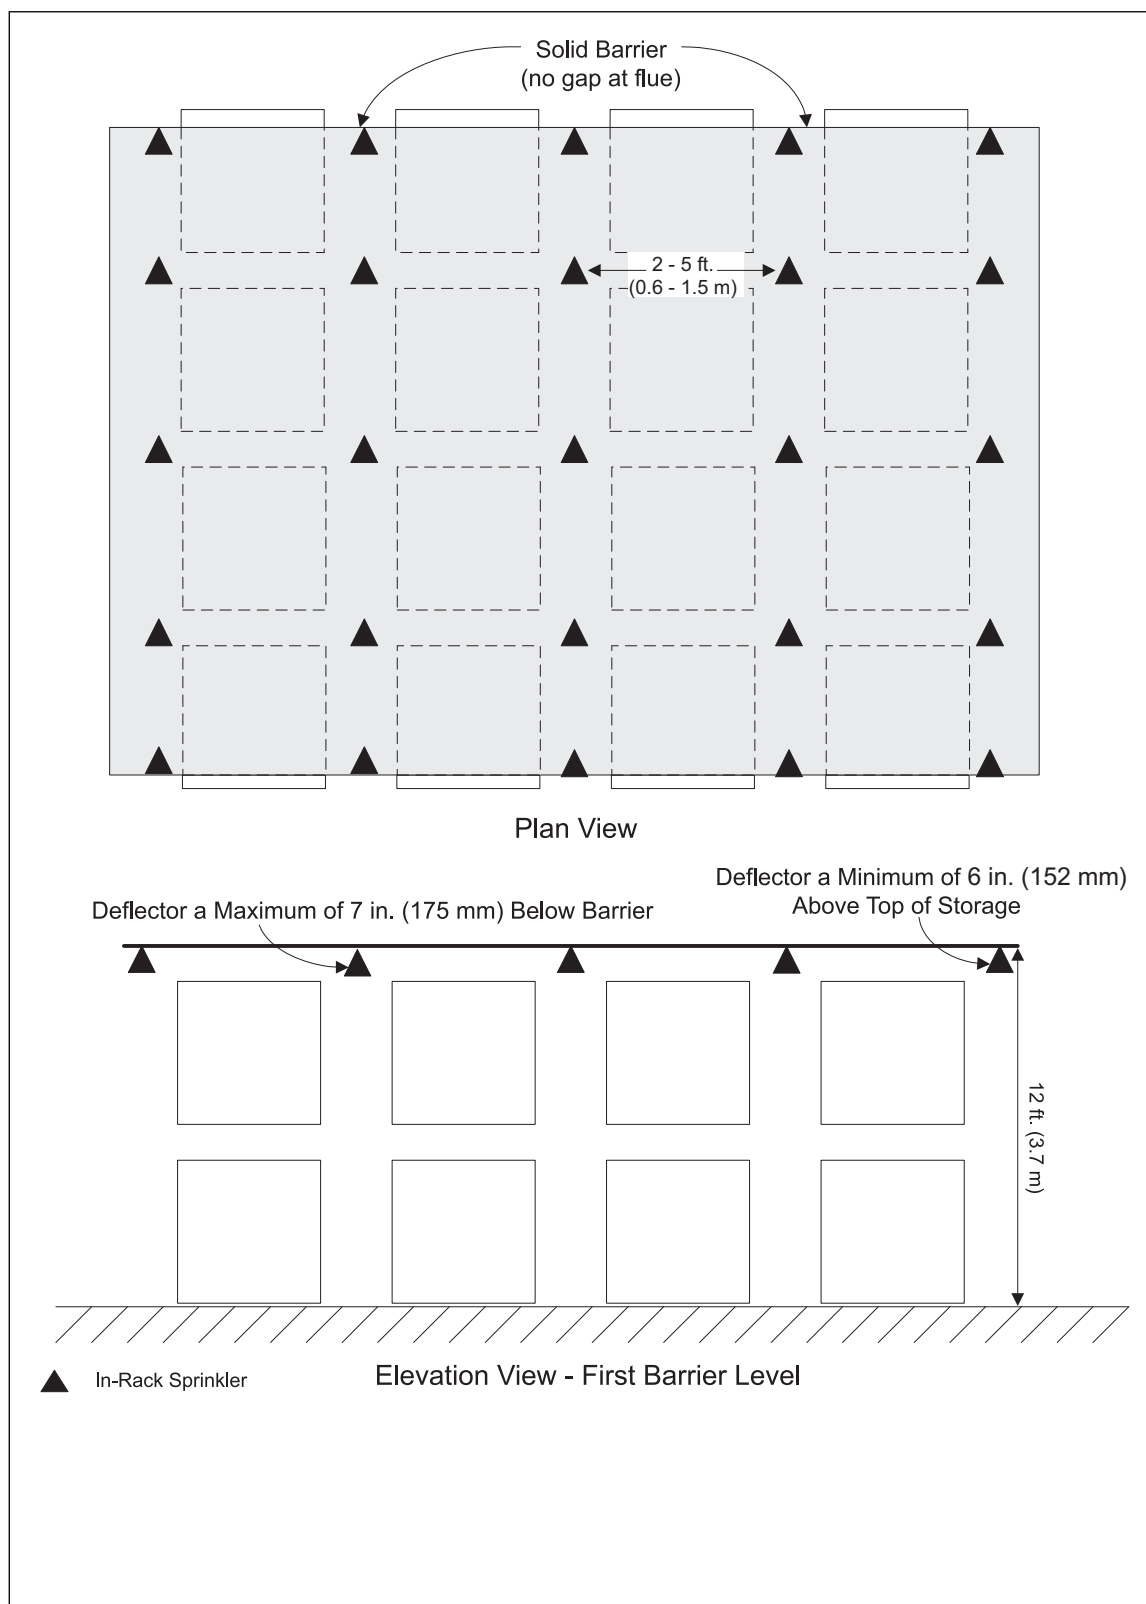 Solid Barrier
(no gap at flue)
2 - 5 ft.
(0.6 - 1.5 m)
Plan View
Deflector a Minimum of 6 in. (152 mm)
Above Top of Storage
Deflector a Maximum of 7 in. (175 mm) Below Barrier
12 ft. (3.7 m)
In-Rack Sprinkler
Elevation View - First Barrier Level